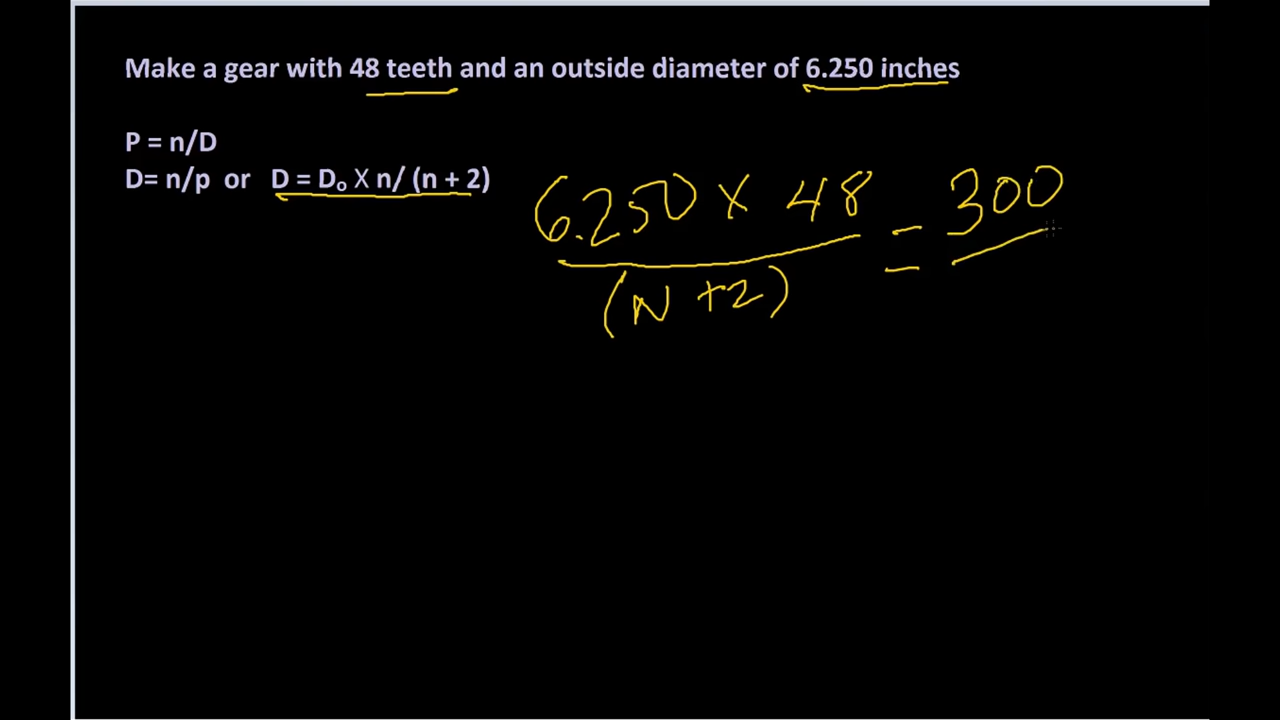 Make a gear with 48 teeth and an outside diameter of 6.250 inches
P = n/D
D= n/p or D = Dₒ X n/ (n + 2)
6.250 x 48 = 300
(N + 2)